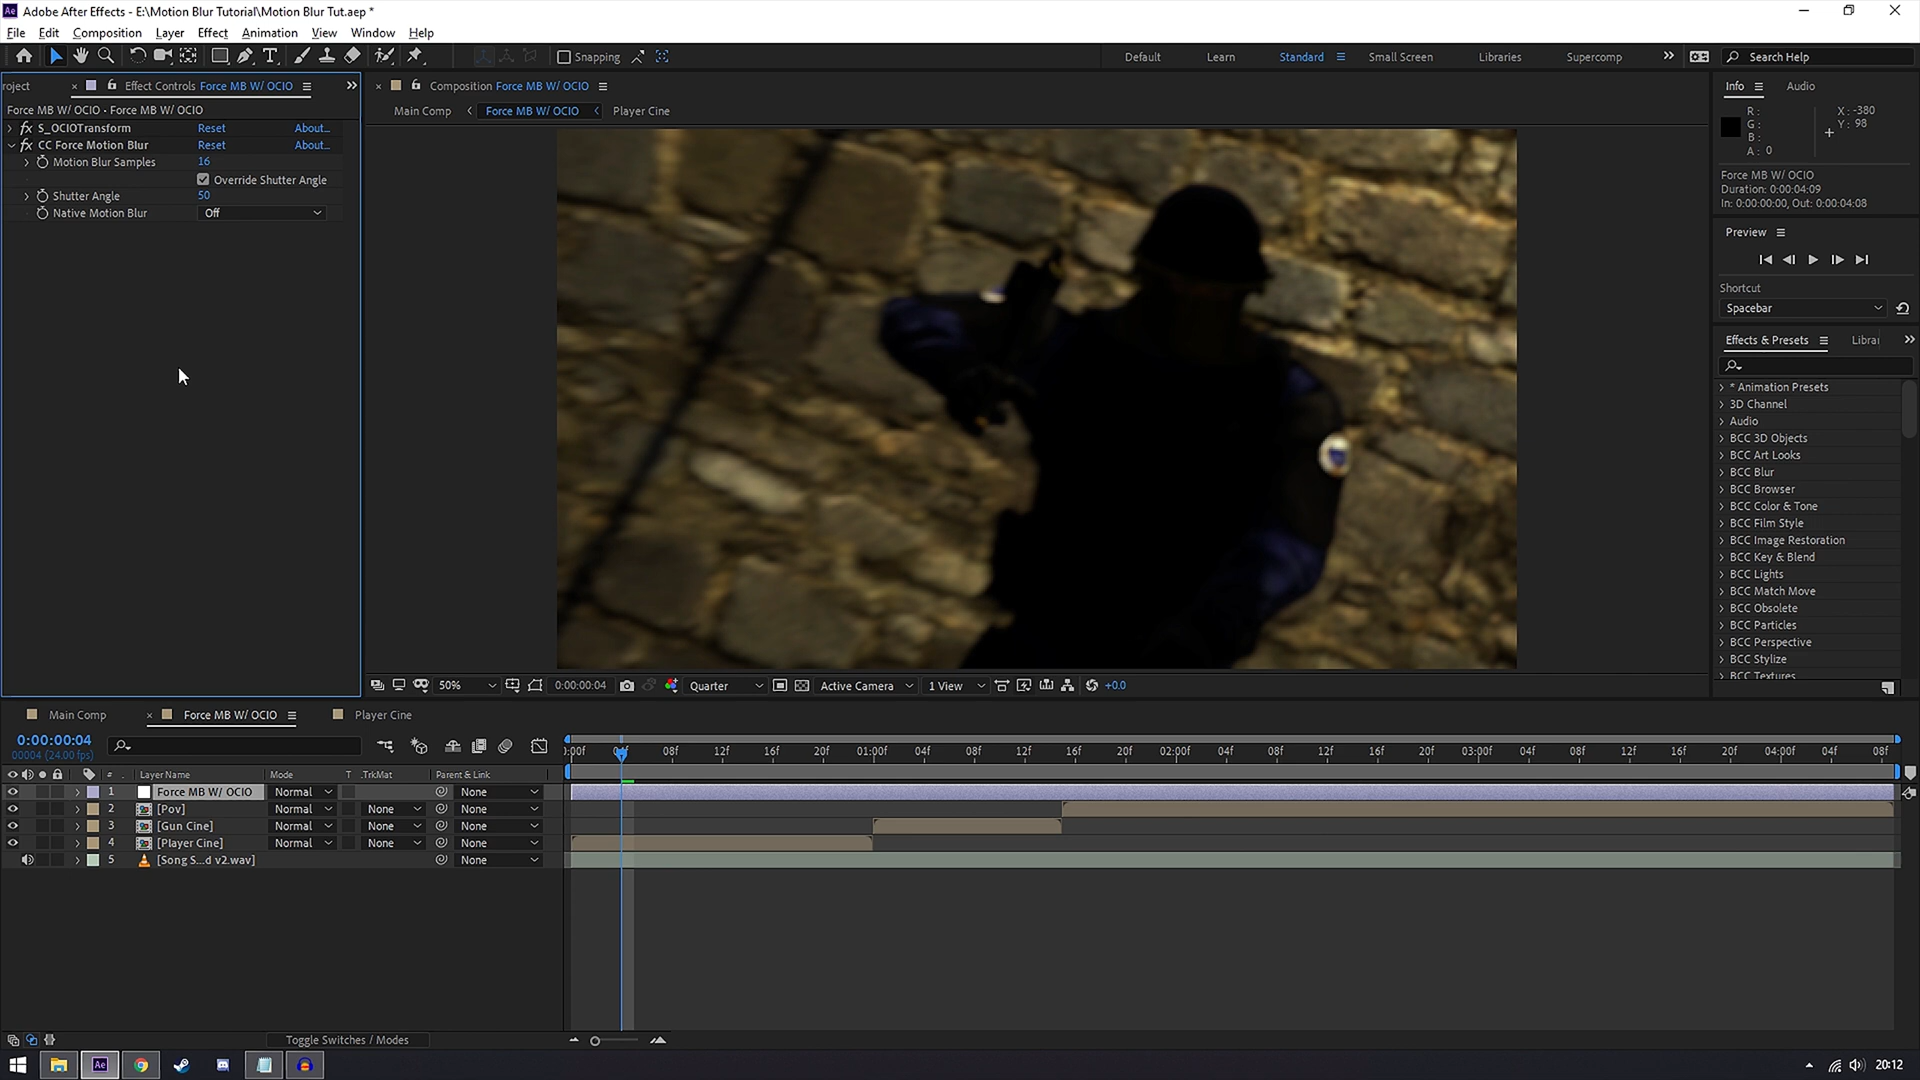 Ae Adobe After Effects - E:\Motion Blur Tutorial\Motion Blur Tut.aep *
File Edit Composition Layer Effect Animation View Window Help
Snapping Default Learn Standard Small Screen Libraries Supercomp Search Help
roject Effect Controls Force MB W/ OCIO
Composition Force MB W/ OCIO
Info Audio
Force MB W/ OCIO · Force MB W/ OCIO
Main Comp Force MB W/ OCIO Player Cine
fx S_OCIOTransform Reset About...
fx CC Force Motion Blur Reset About...
Motion Blur Samples 16
Override Shutter Angle
Shutter Angle 50
Native Motion Blur Off
R:
G:
B:
A: 0
X: -380
Y: 98
Force MB W/ OCIO
Duration: 0:00:04:09
In: 0:00:00:00, Out: 0:00:04:08
Preview
Shortcut
Spacebar
Effects & Presets Librai
* Animation Presets
3D Channel
Audio
BCC 3D Objects
BCC Art Looks
BCC Blur
BCC Browser
BCC Color & Tone
BCC Film Style
BCC Image Restoration
BCC Key & Blend
BCC Lights
BCC Match Move
BCC Obsolete
BCC Particles
BCC Perspective
BCC Stylize
BCC Textures
50% 0:00:00:04 Quarter Active Camera 1 View +0.0
Main Comp Force MB W/ OCIO Player Cine
0:00:00:04
00004 (24.00 fps)
:00f 04f 08f 12f 16f 20f 01:00f 04f 08f 12f 16f 20f 02:00f 04f 08f 12f 16f 20f 03:00f 04f 08f 12f 16f 20f 04:00f 04f 08f
# Layer Name Mode T .TrkMat Parent & Link
1 Force MB W/ OCIO Normal None
2 [Pov] Normal None None
3 [Gun Cine] Normal None None
4 [Player Cine] Normal None None
5 [Song S...d v2.wav] None
Toggle Switches / Modes
Ae 20:12